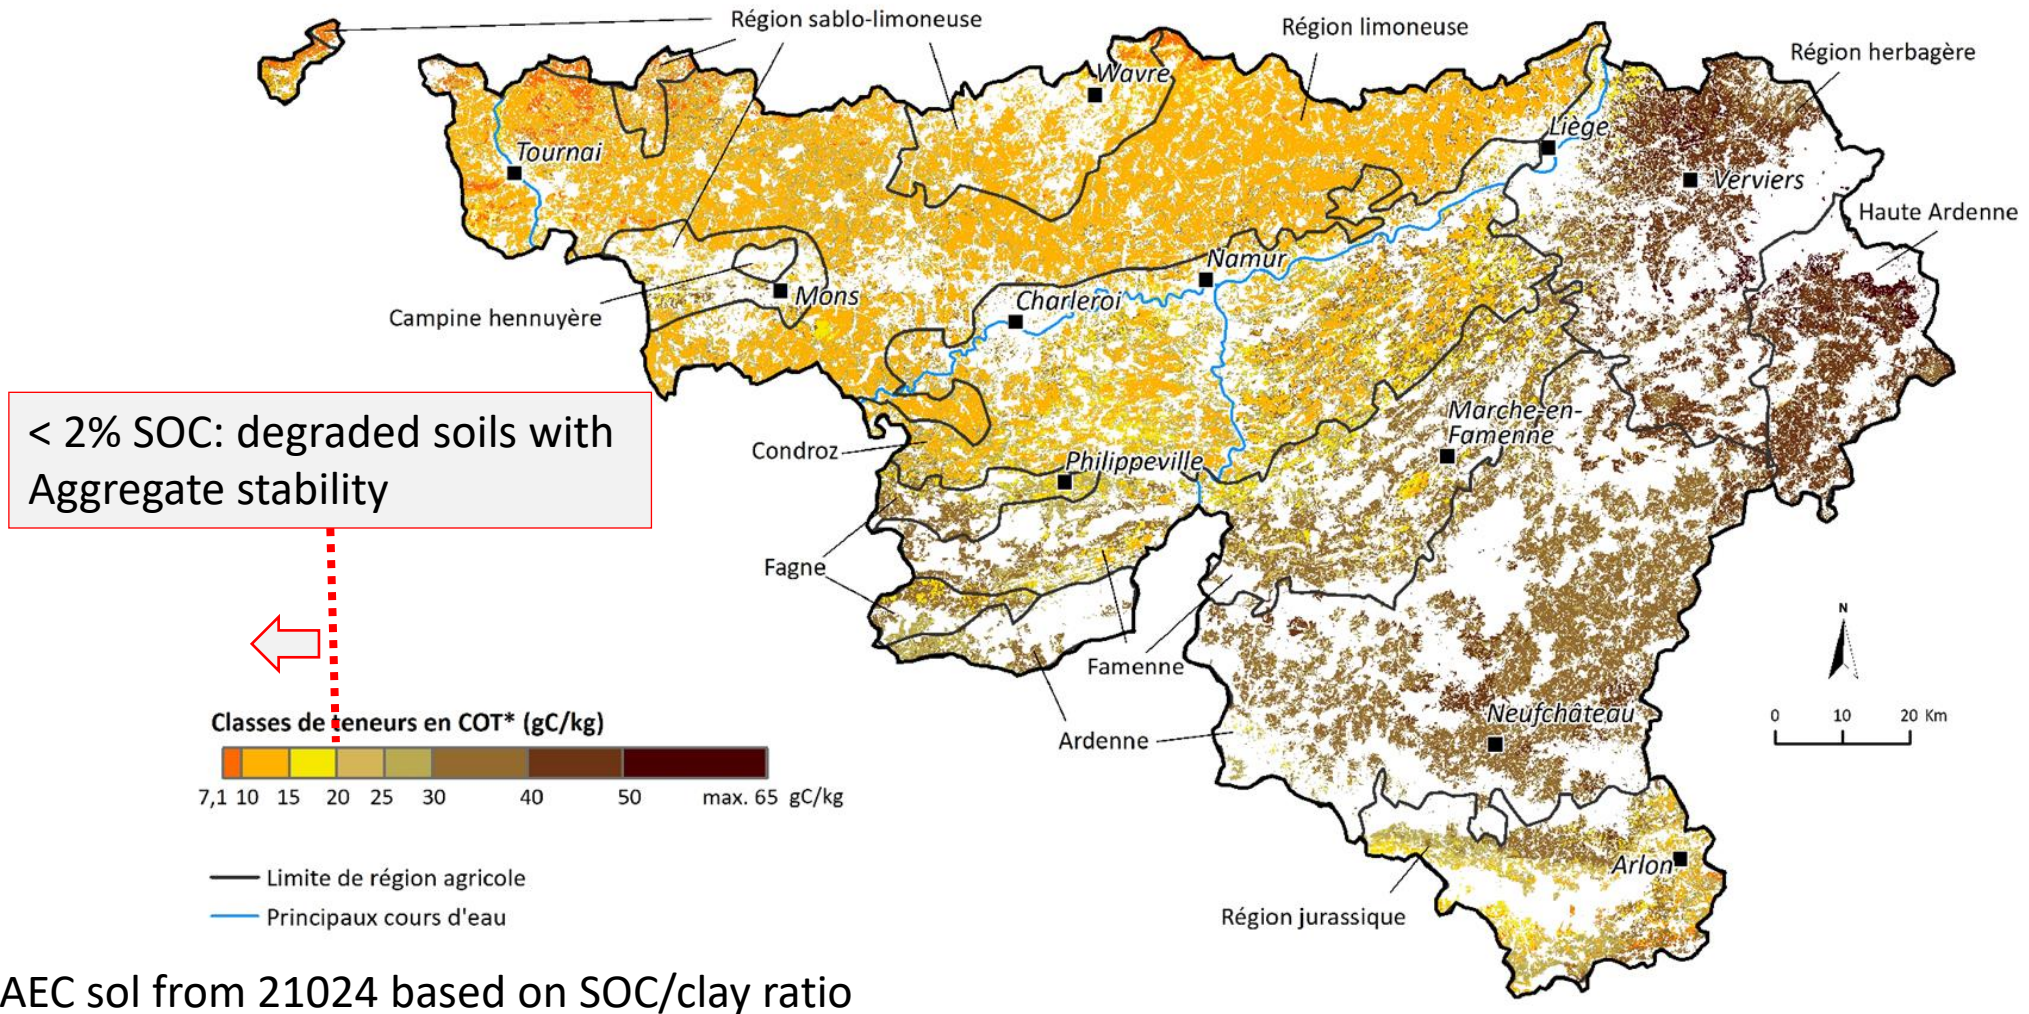 Région sablo-limoneuse
Région limoneuse
Région herbagère
Wavre
Liège
Tournai
Verviers
Haute Ardenne
Namur
Mons
Charleroi
Campine hennuyère
< 2% SOC: degraded soils with
Aggregate stability
Marche-en-
Famenne
Condroz
Philippeville
Fagne
Famenne
N
Classes de teneurs en COT* (gC/kg)
Neufchâteau
0 10 20 Km
Ardenne
7,1 10 15 20 25 30 40 50 max. 65 gC/kg
Arlon
Limite de région agricole
Région jurassique
Principaux cours d'eau
AEC sol from 21024 based on SOC/clay ratio